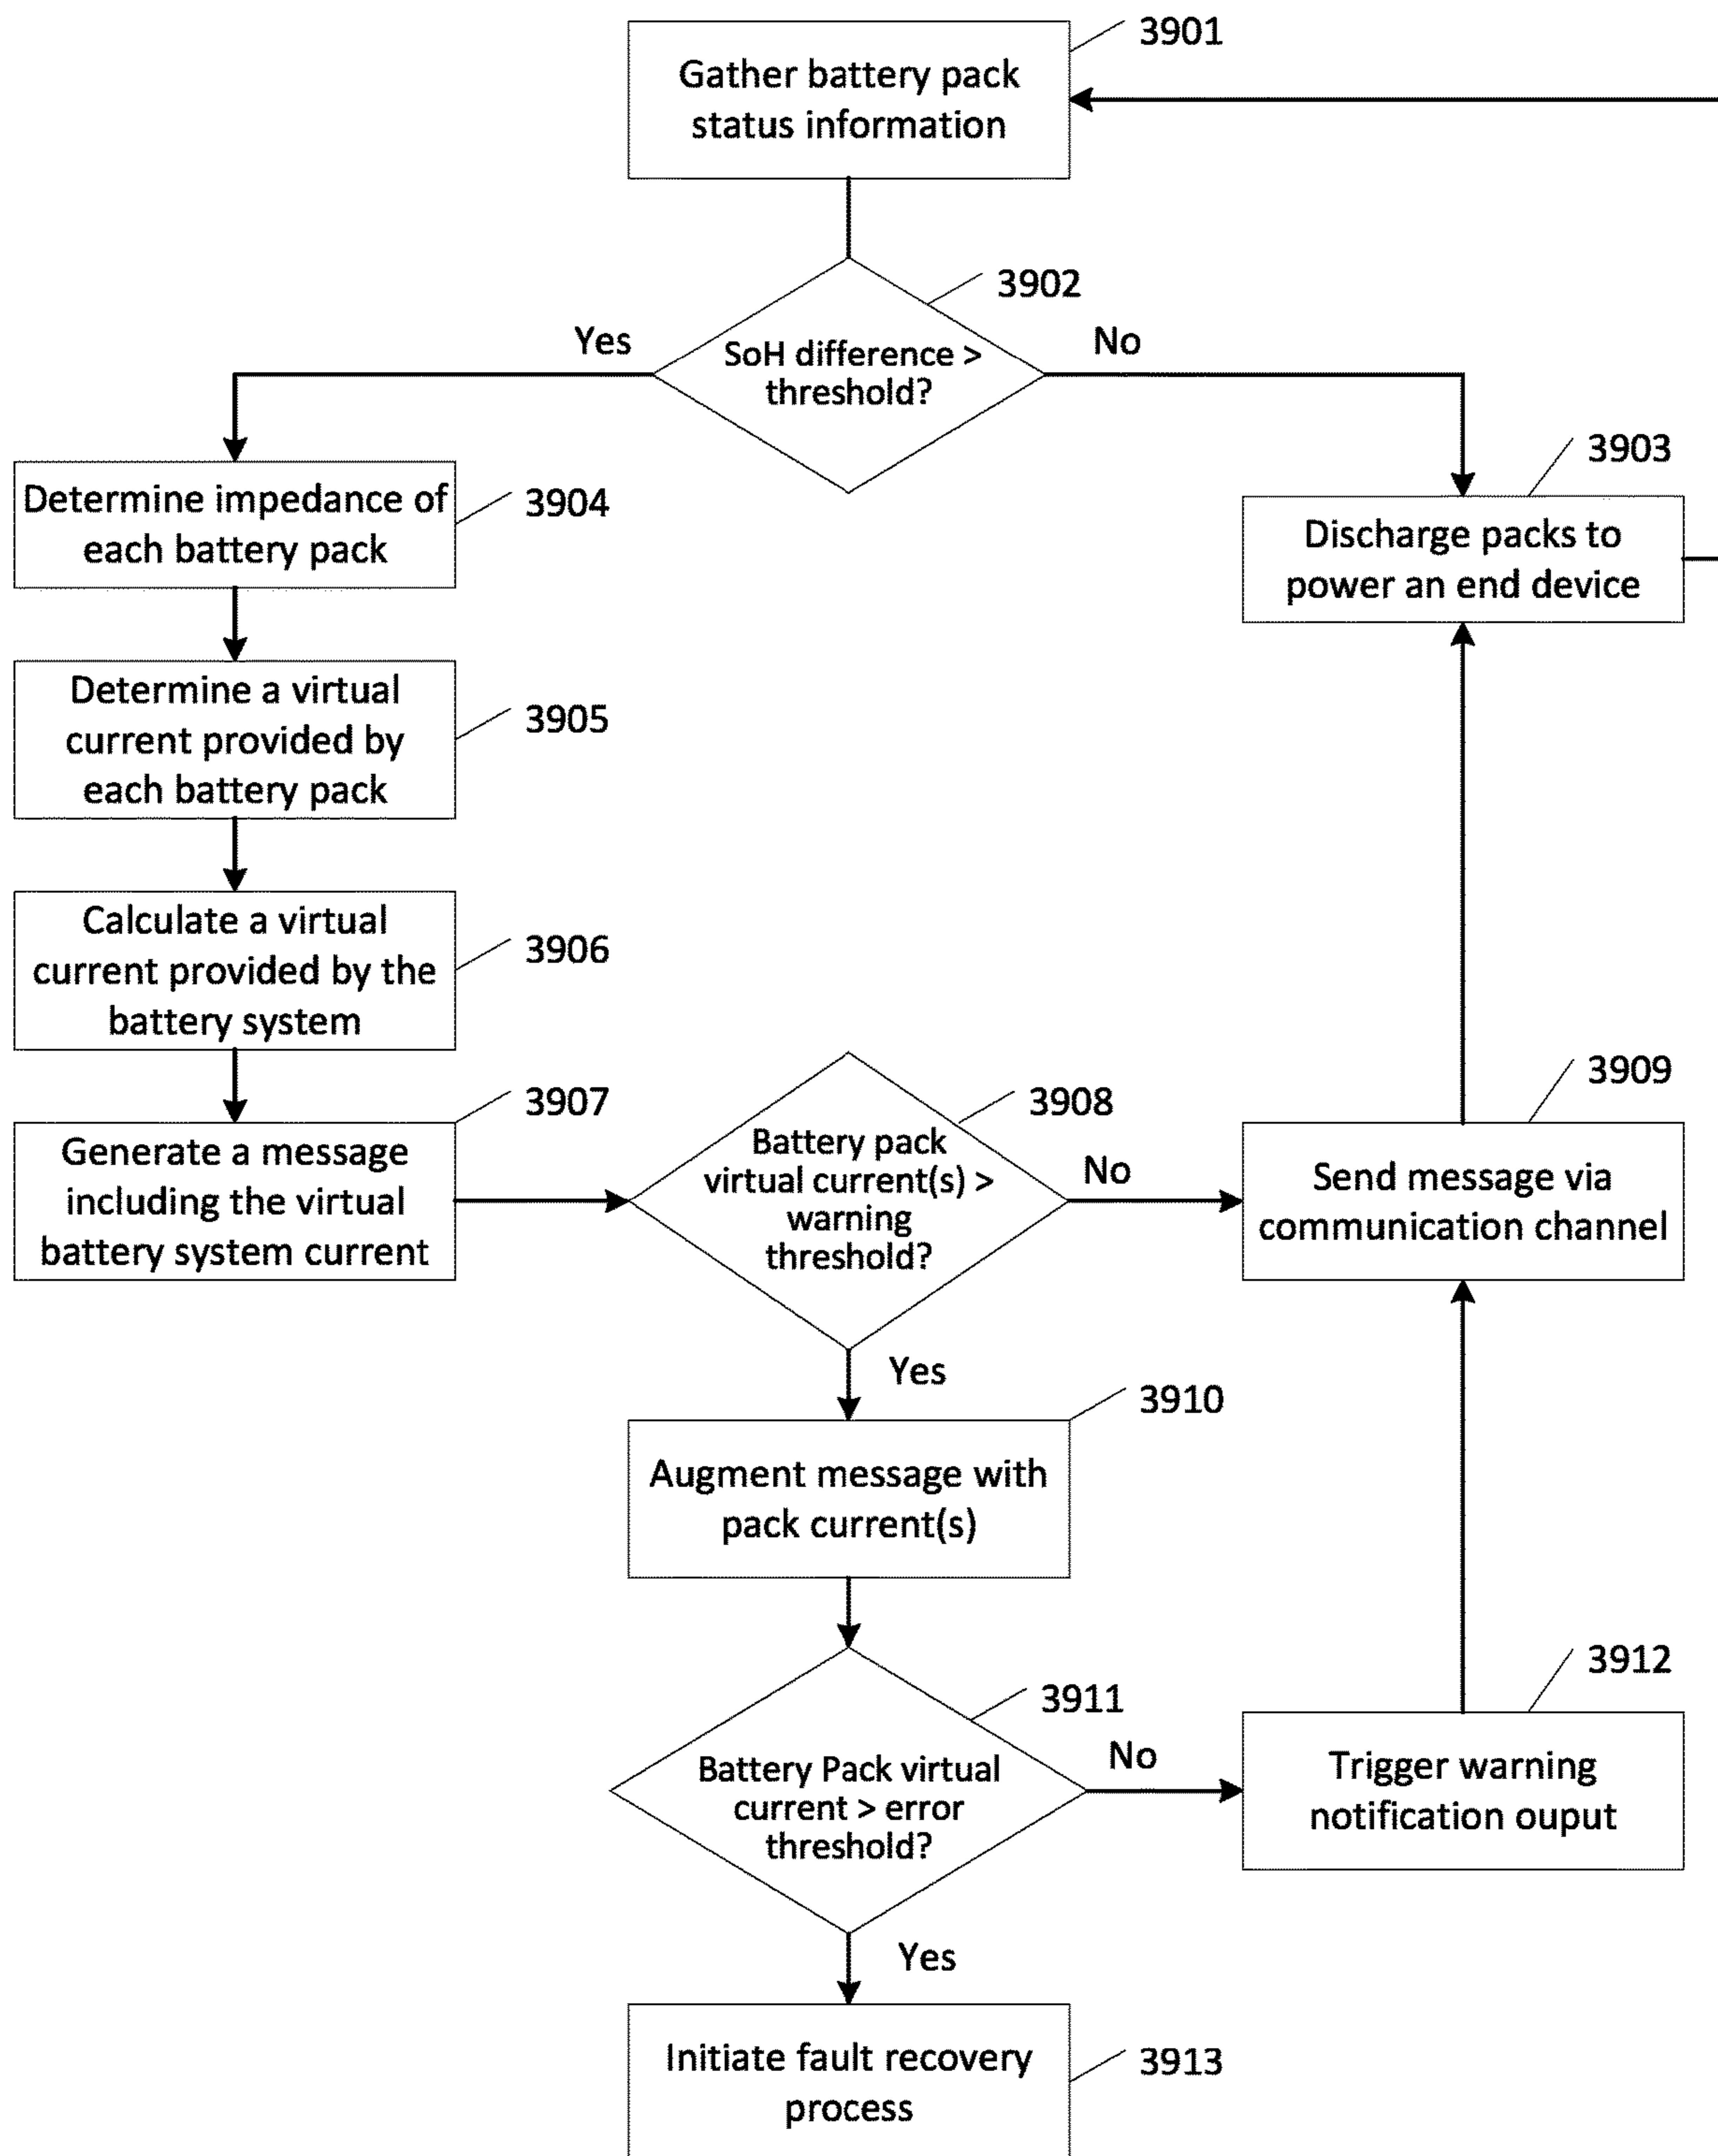 3901
Gather battery pack
status information
3902
Yes
No
SoH difference >
threshold?
3903
Discharge packs to
power an end device
Determine impedance of
each battery pack
3904
Determine a virtual
current provided by
each battery pack
3905
Calculate a virtual
current provided by the
battery system
3906
3907
Generate a message
including the virtual
battery system current
3908
Battery pack
virtual current(s) >
warning
threshold?
No
3909
Send message via
communication channel
Yes
3910
Augment message with
pack current(s)
3911
Battery Pack virtual
current > error
threshold?
No
3912
Trigger warning
notification ouput
Yes
Initiate fault recovery
process
3913